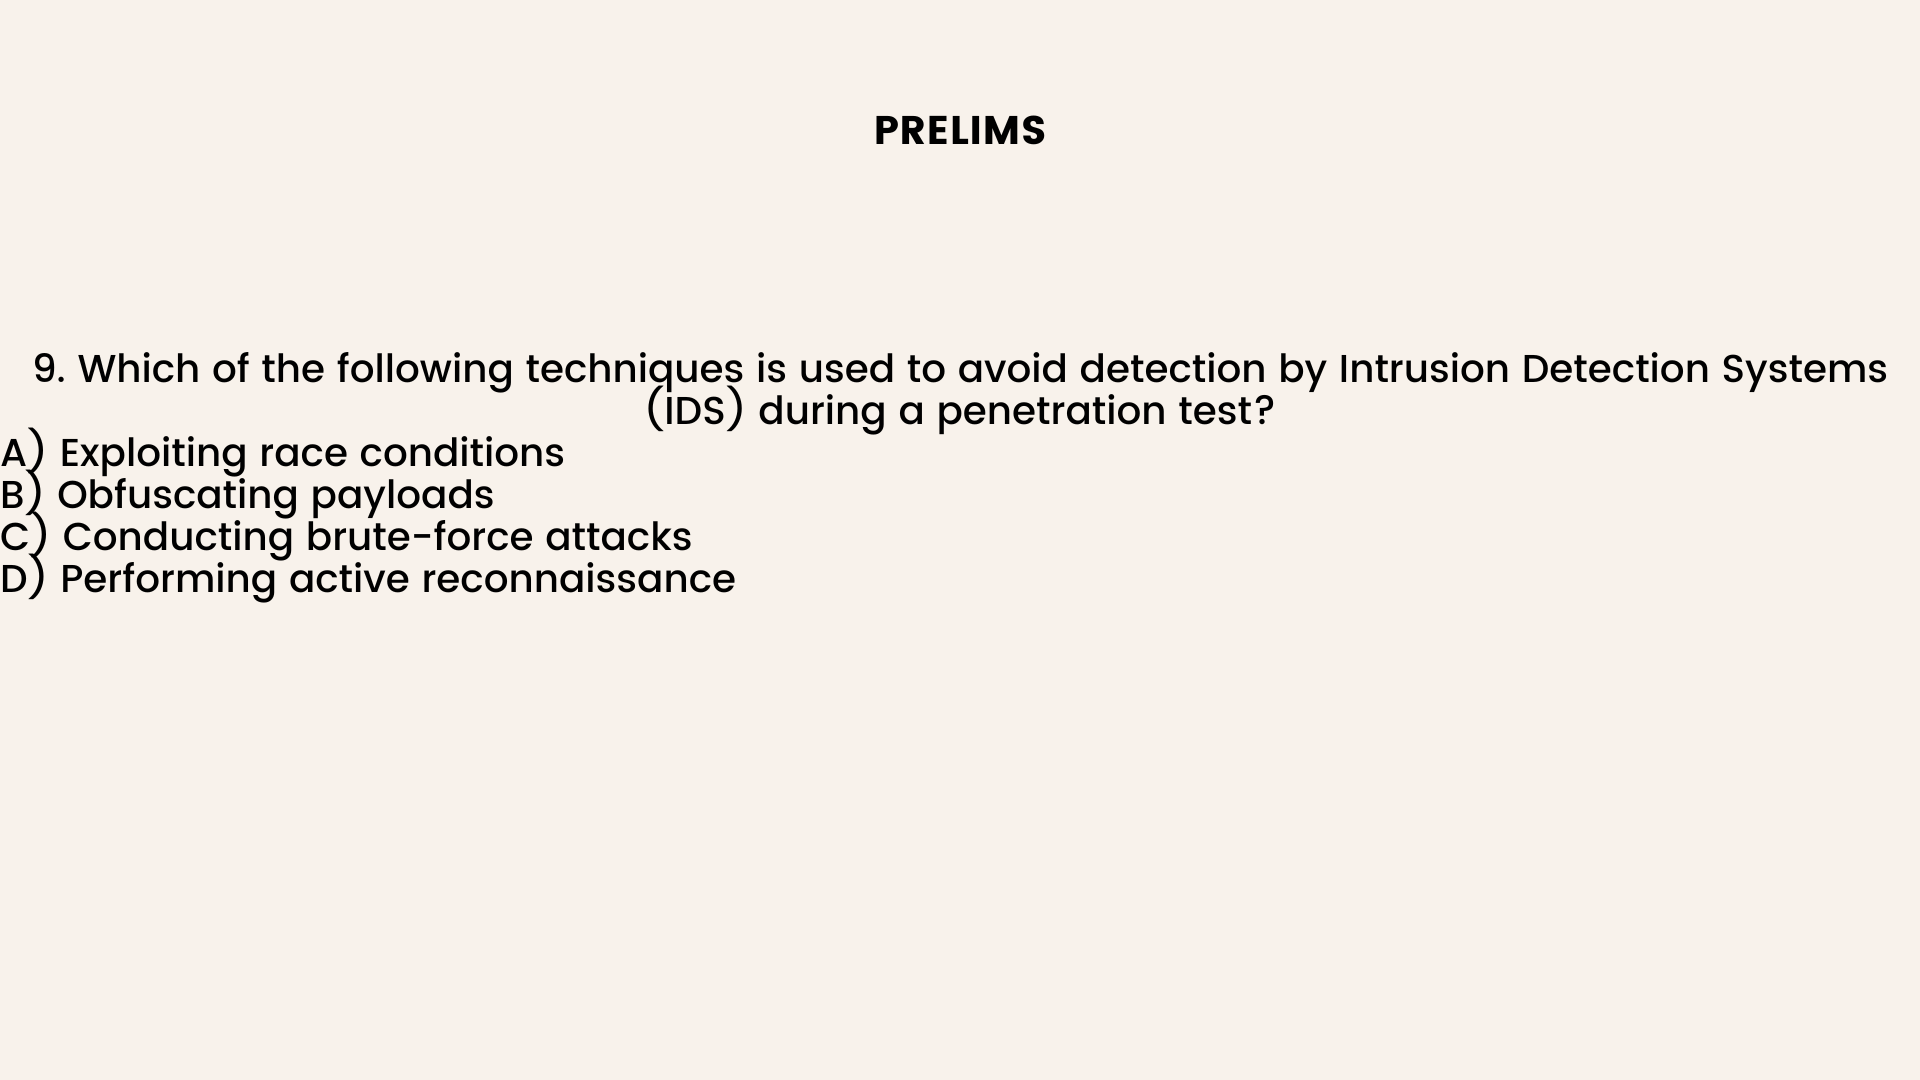 PRELIMS
9. Which of the following techniques is used to avoid detection by Intrusion Detection Systems
(IDS) during a penetration test?
A) Exploiting race conditions
B) Obfuscating payloads
C) Conducting brute-force attacks
D) Performing active reconnaissance